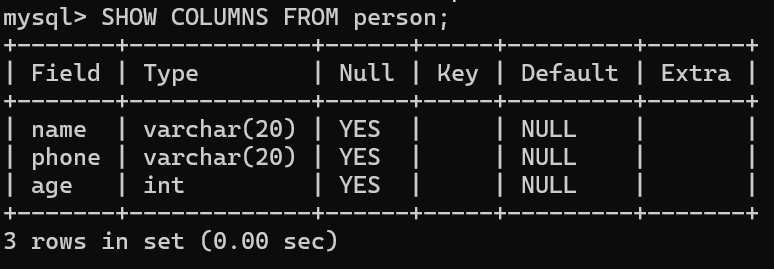 mysql> SHOW COLUMNS FROM person;
+-------+-------------+------+-----+---------+-------+
| Field | Type        | Null | Key | Default | Extra |
+-------+-------------+------+-----+---------+-------+
| name  | varchar(20) | YES  |     | NULL    |       |
| phone | varchar(20) | YES  |     | NULL    |       |
| age   | int         | YES  |     | NULL    |       |
+-------+-------------+------+-----+---------+-------+
3 rows in set (0.00 sec)